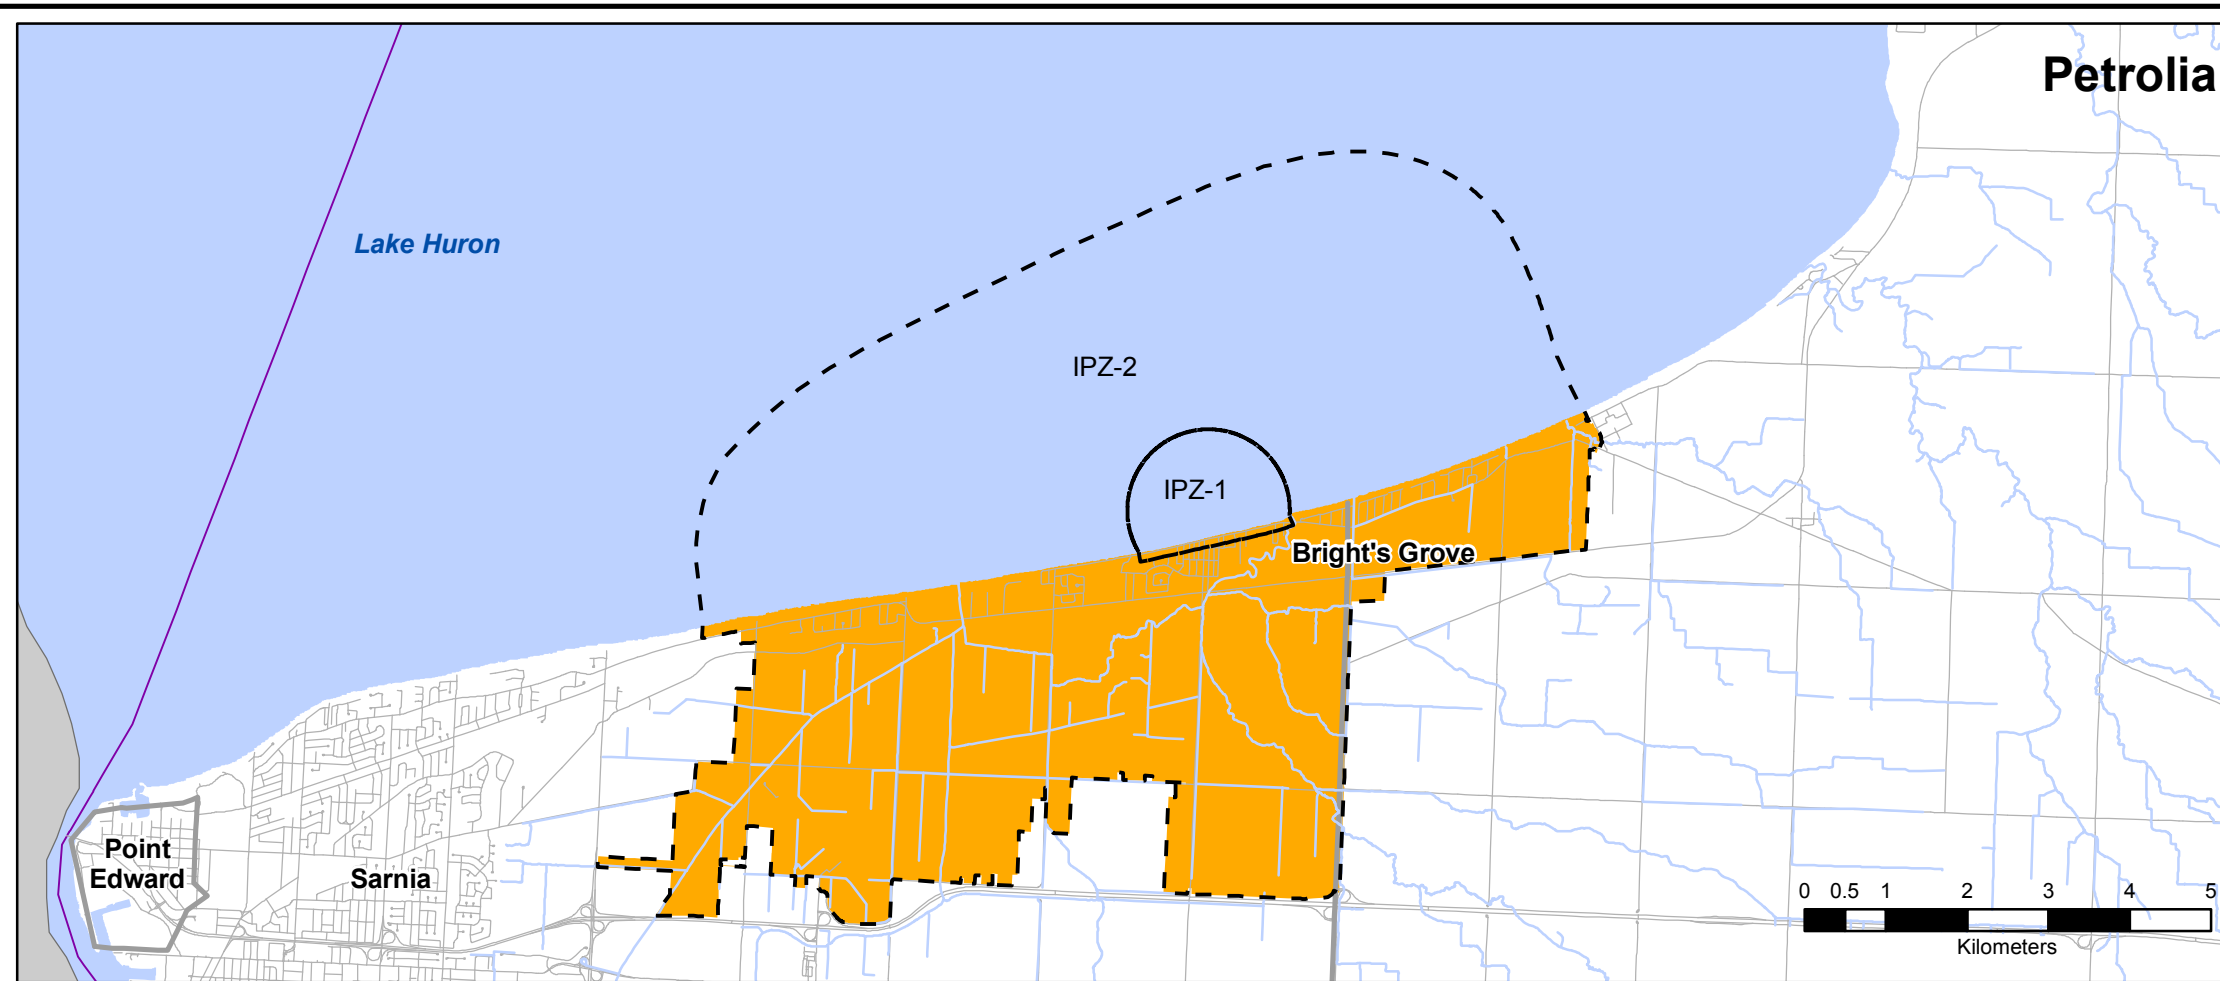 Petrolia
Lake Huron
IPZ-2
IPZ-1
Bright's Grove
Point
Edward
Sarnia
0 0.5 1 2 3 4 5
Kilometers